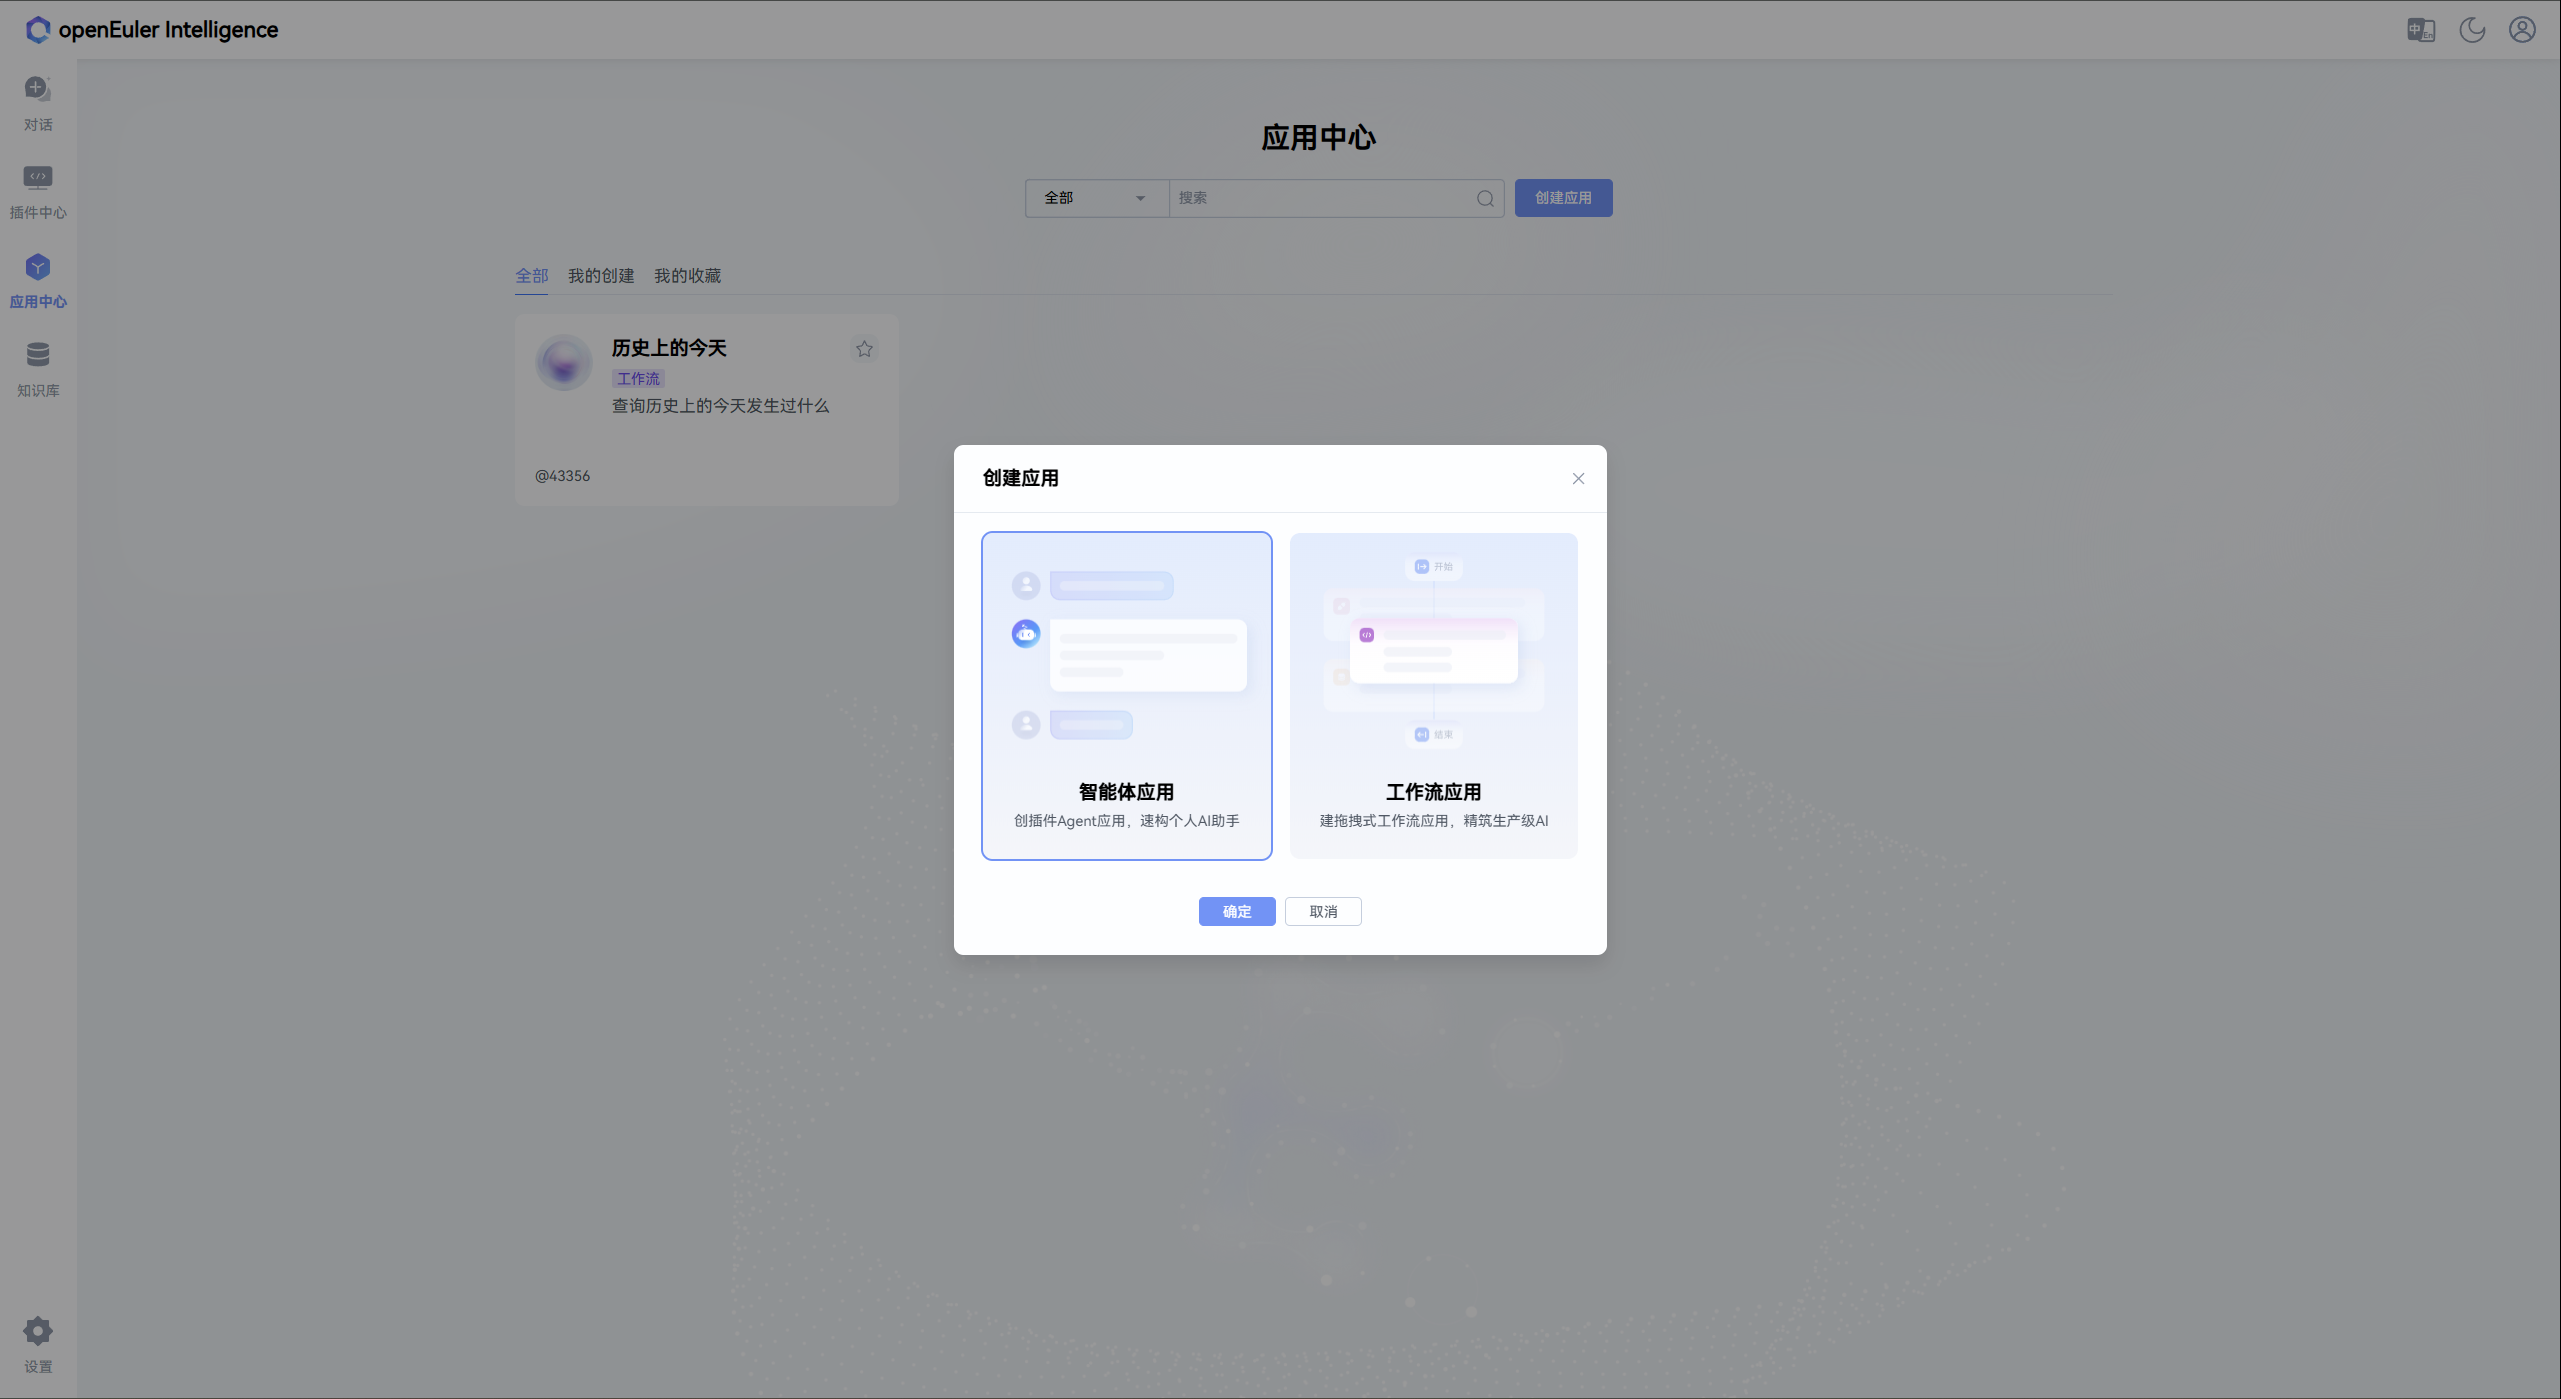 openEuler Intelligence
中 En
对话
插件中心
应用中心
知识库
设置
应用中心
全部 搜索 创建应用
全部 我的创建 我的收藏
历史上的今天
工作流
查询历史上的今天发生过什么
@43356
创建应用
开始
结束
智能体应用
创插件Agent应用，速构个人AI助手
工作流应用
建拖拽式工作流应用，精筑生产级AI
确定 取消